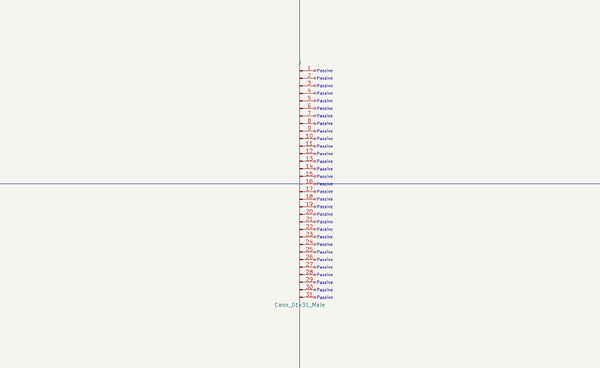 J
1 Passive
2 Passive
3 Passive
4 Passive
5 Passive
6 Passive
7 Passive
8 Passive
9 Passive
10 Passive
11 Passive
12 Passive
13 Passive
14 Passive
15 Passive
16 Passive
17 Passive
18 Passive
19 Passive
20 Passive
21 Passive
22 Passive
23 Passive
24 Passive
25 Passive
26 Passive
27 Passive
28 Passive
29 Passive
30 Passive
31 Passive
Conn_01x31_Male